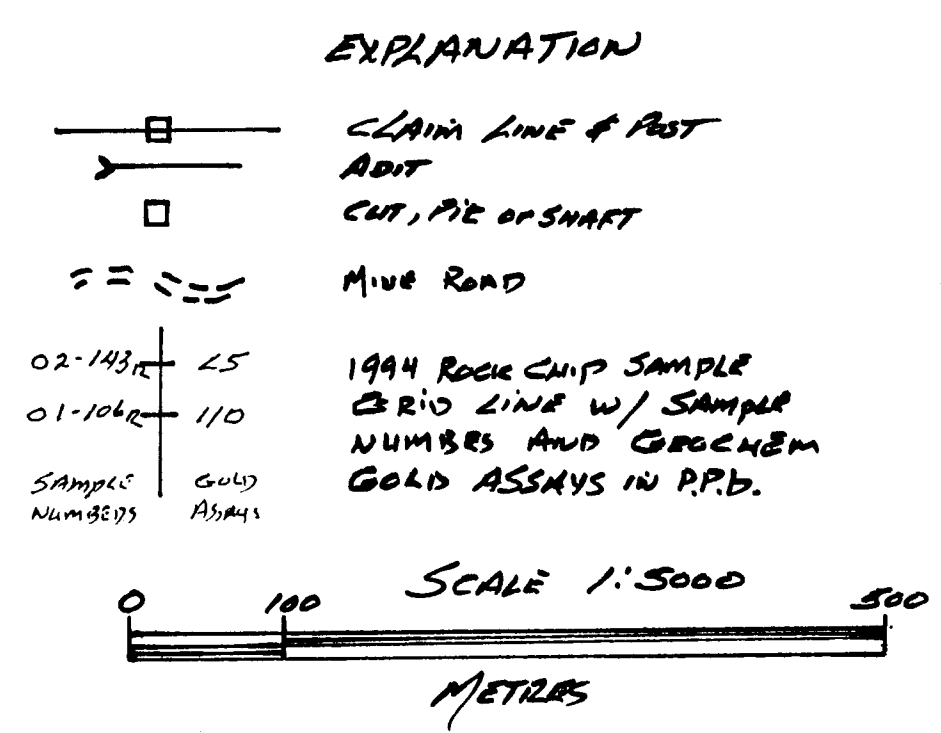 EXPLANATION
CLAIM LINE & POST
ADIT
CUT, PIT OR SHAFT
MINE ROAD
02-143R <5
01-106R 110
SAMPLE NUMBERS
GOLD ASSAYS
1994 ROCK CHIP SAMPLE
GRID LINE W/ SAMPLE
NUMBRS AND GEOCHEM
GOLD ASSAYS IN P.P.b.
SCALE 1:5000
0 100 500
METRES